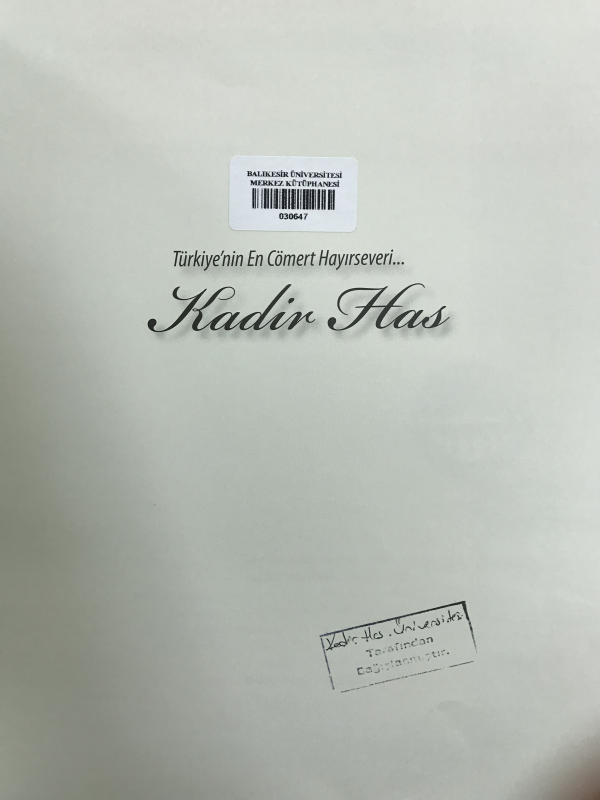 BALIKESİR ÜNİVERSİTESİ
MERKEZ KÜTÜPHANESİ
030647
Türkiye'nin En Cömert Hayırseveri...
Kadir Has
Kadir Has Üniversitesi
Tarafından
Bağışlanmıştır.